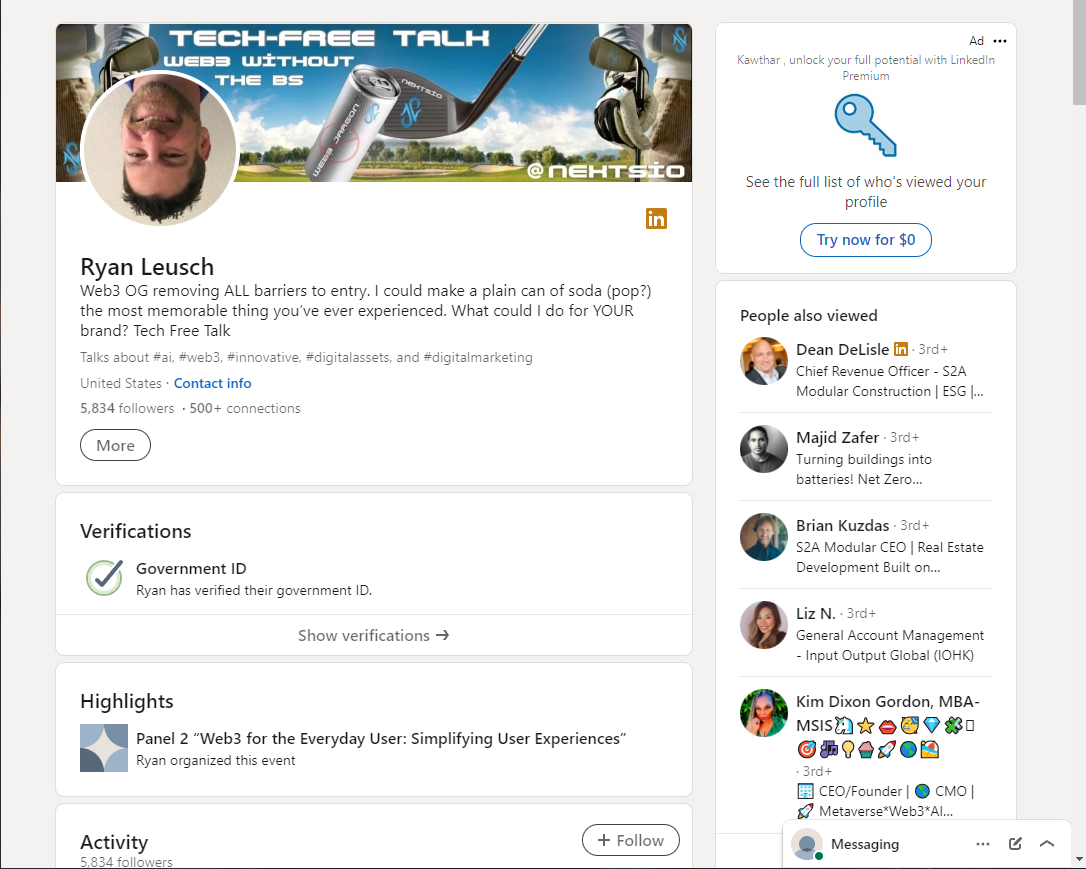 TECH-FREE TALK
WEB3 WITHOUT
THE BS
NEXTSIO
WEB3 JARGON
@NEXTSIO
in
Ryan Leusch
Web3 OG removing ALL barriers to entry. I could make a plain can of soda (pop?)
the most memorable thing you’ve ever experienced. What could I do for YOUR
brand? Tech Free Talk
Talks about #ai, #web3, #innovative, #digitalassets, and #digitalmarketing
United States · Contact info
5,834 followers · 500+ connections
More
Verifications
Government ID
Ryan has verified their government ID.
Show verifications →
Highlights
Panel 2 “Web3 for the Everyday User: Simplifying User Experiences”
Ryan organized this event
Activity
5,834 followers
+ Follow
Ad ···
Kawthar , unlock your full potential with LinkedIn
Premium
See the full list of who's viewed your
profile
Try now for $0
People also viewed
Dean DeLisle in · 3rd+
Chief Revenue Officer - S2A
Modular Construction | ESG |...
Majid Zafer · 3rd+
Turning buildings into
batteries! Net Zero...
Brian Kuzdas · 3rd+
S2A Modular CEO | Real Estate
Development Built on...
Liz N. · 3rd+
General Account Management
- Input Output Global (IOHK)
Kim Dixon Gordon, MBA-
MSIS
· 3rd+
CEO/Founder | 🌎 CMO |
🚀 Metaverse*Web3*AI...
Messaging